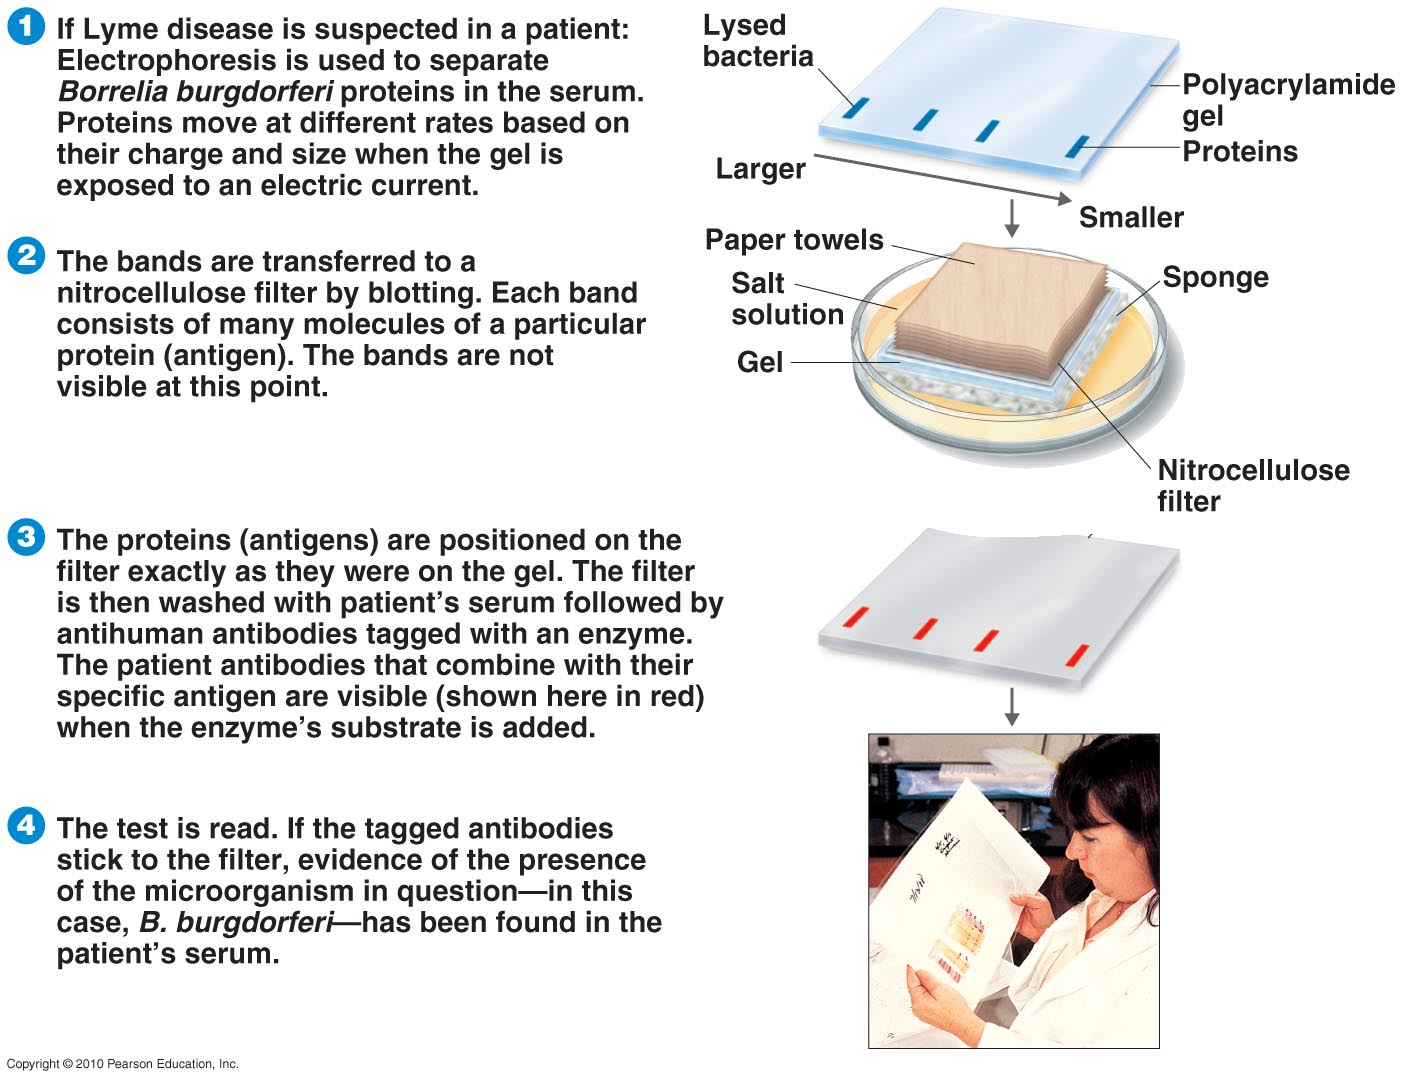 1 If Lyme disease is suspected in a patient:
Electrophoresis is used to separate
Borrelia burgdorferi proteins in the serum.
Proteins move at different rates based on
their charge and size when the gel is
exposed to an electric current.
Lysed
bacteria
Polyacrylamide
gel
Proteins
Larger
Smaller
2 The bands are transferred to a
nitrocellulose filter by blotting. Each band
consists of many molecules of a particular
protein (antigen). The bands are not
visible at this point.
Paper towels
Salt
solution
Gel
Sponge
Nitrocellulose
filter
3 The proteins (antigens) are positioned on the
filter exactly as they were on the gel. The filter
is then washed with patient’s serum followed by
antihuman antibodies tagged with an enzyme.
The patient antibodies that combine with their
specific antigen are visible (shown here in red)
when the enzyme’s substrate is added.
4 The test is read. If the tagged antibodies
stick to the filter, evidence of the presence
of the microorganism in question—in this
case, B. burgdorferi—has been found in the
patient’s serum.
Copyright © 2010 Pearson Education, Inc.